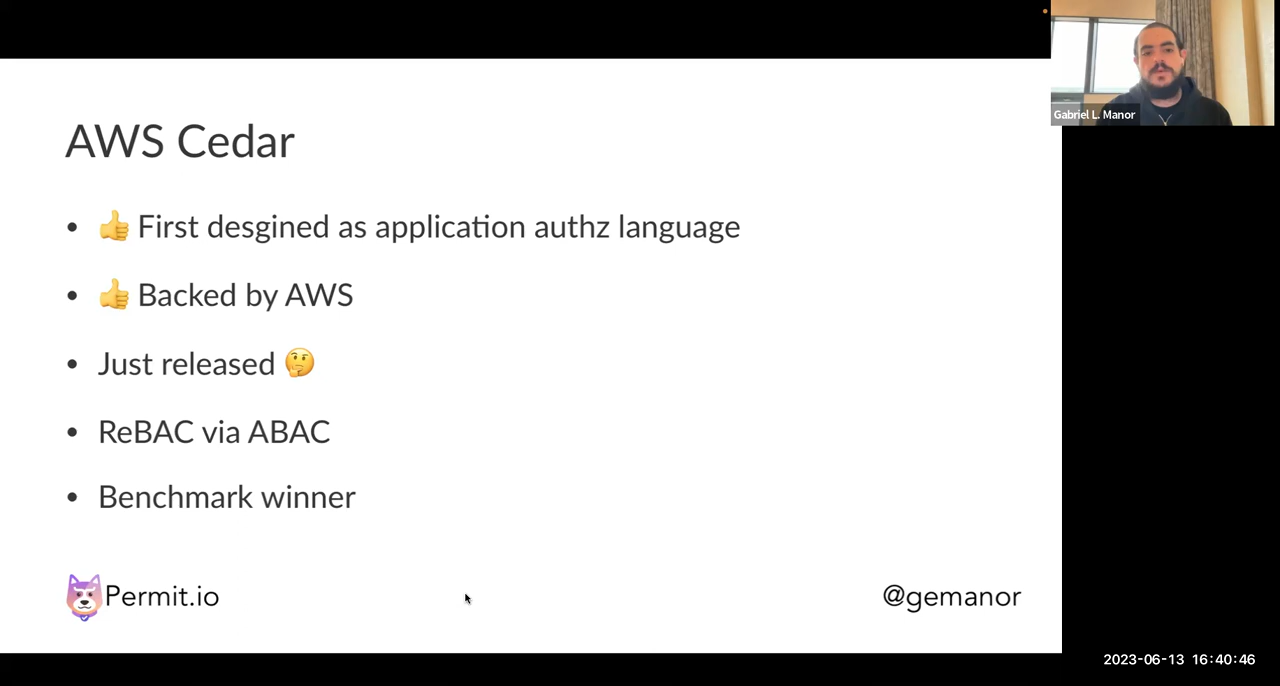 Gabriel L. Manor
AWS Cedar
• 👍 First desgined as application authz language
• 👍 Backed by AWS
• Just released 🤔
• ReBAC via ABAC
• Benchmark winner
Permit.io
@gemanor
2023-06-13 16:40:46